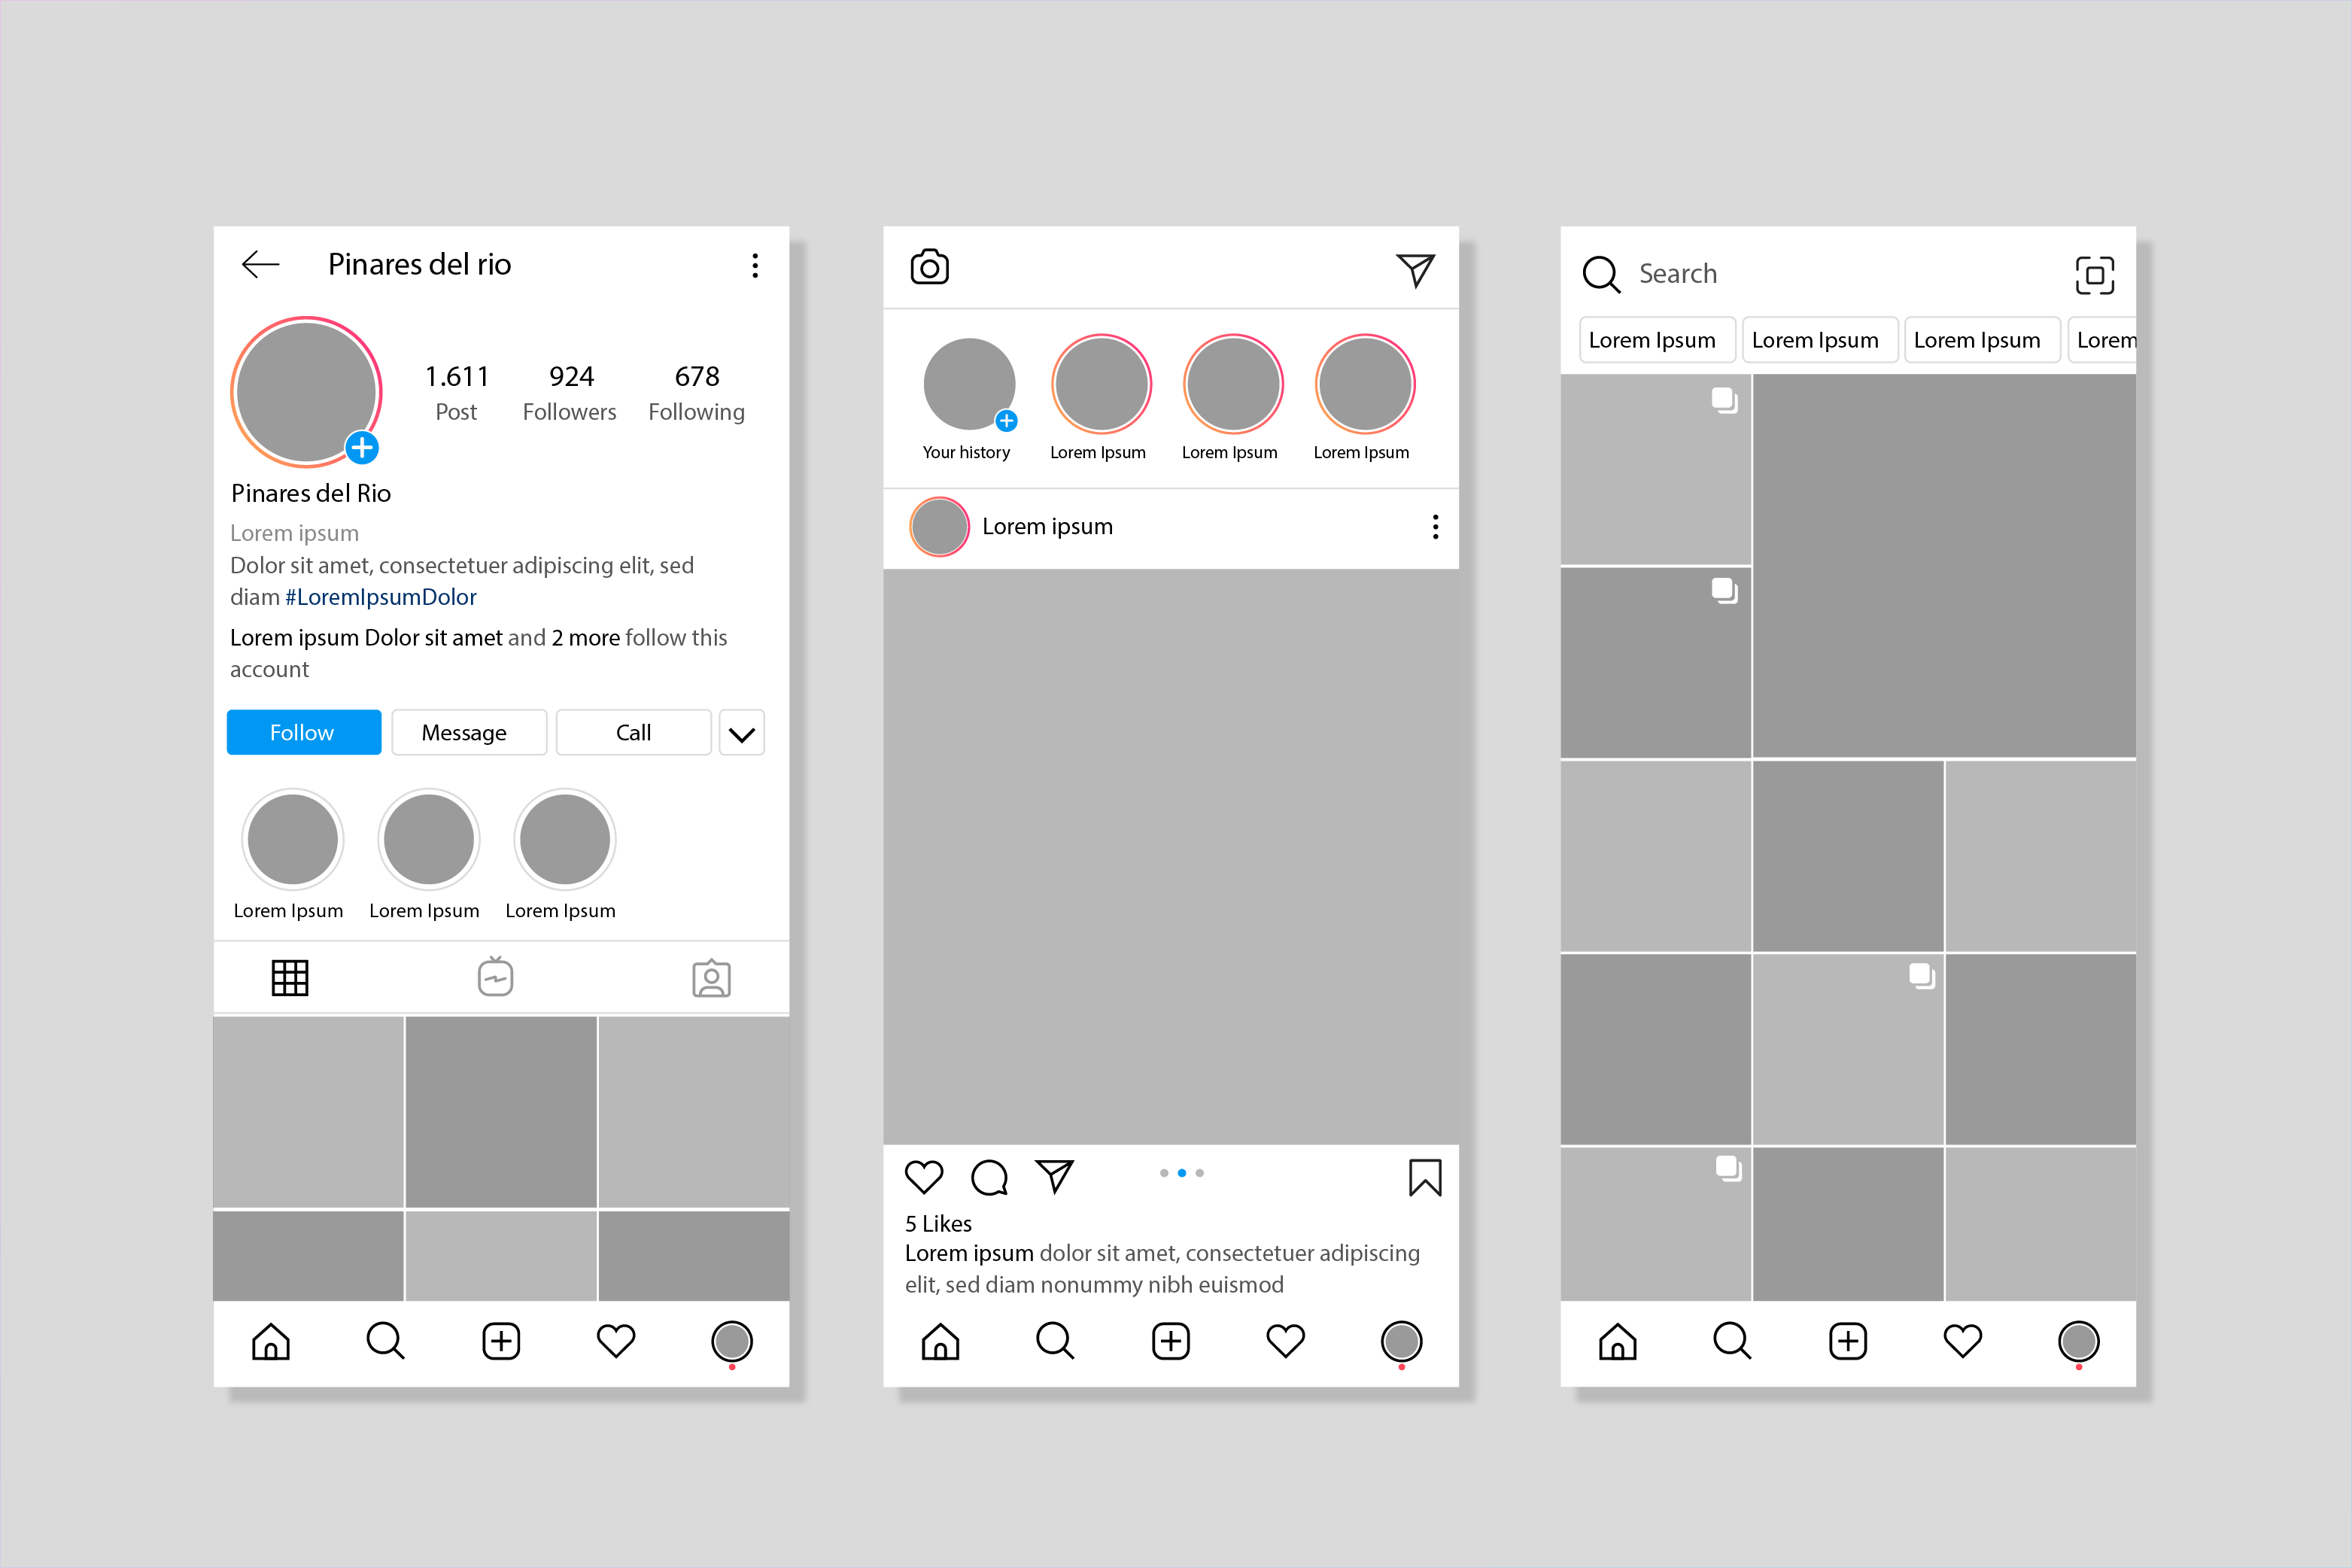 Pinares del rio
1.611 924 678
Post Followers Following
Pinares del Rio
Lorem ipsum
Dolor sit amet, consectetuer adipiscing elit, sed
diam #LoremIpsumDolor
Lorem ipsum Dolor sit amet and 2 more follow this
account
Follow Message Call
Lorem Ipsum Lorem Ipsum Lorem Ipsum
Your history Lorem Ipsum Lorem Ipsum Lorem Ipsum
Lorem ipsum
5 Likes
Lorem ipsum dolor sit amet, consectetuer adipiscing
elit, sed diam nonummy nibh euismod
Search
Lorem Ipsum Lorem Ipsum Lorem Ipsum Lorem